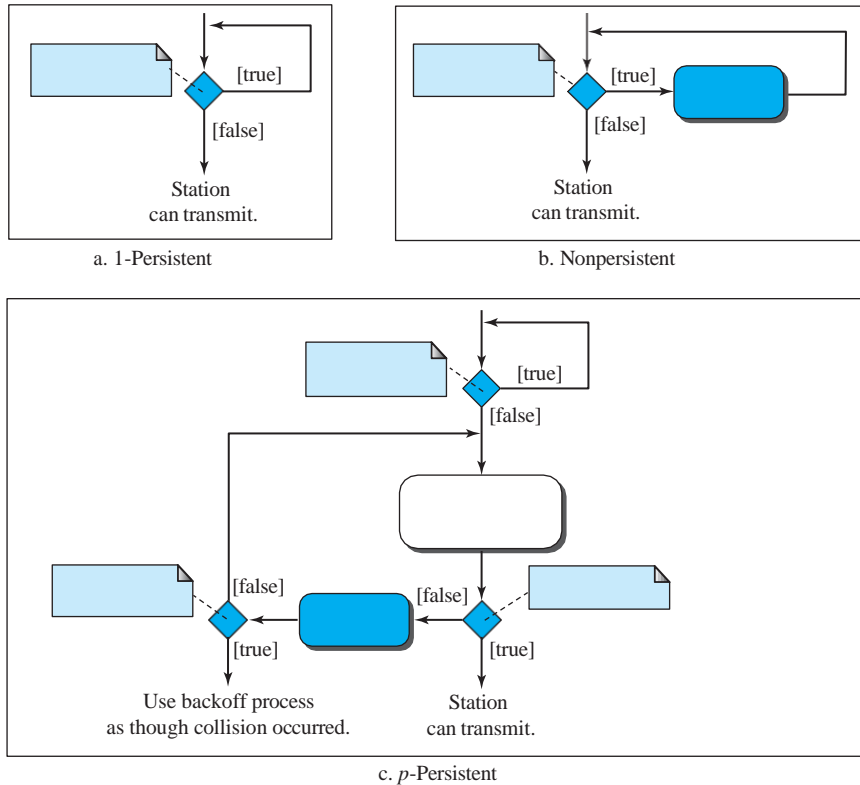 [true]
[false]
Station
can transmit.
a. 1-Persistent
[true]
[false]
Station
can transmit.
b. Nonpersistent
[true]
[false]
[false]
[false]
[true]
[true]
Use backoff process
as though collision occurred.
Station
can transmit.
c. p-Persistent